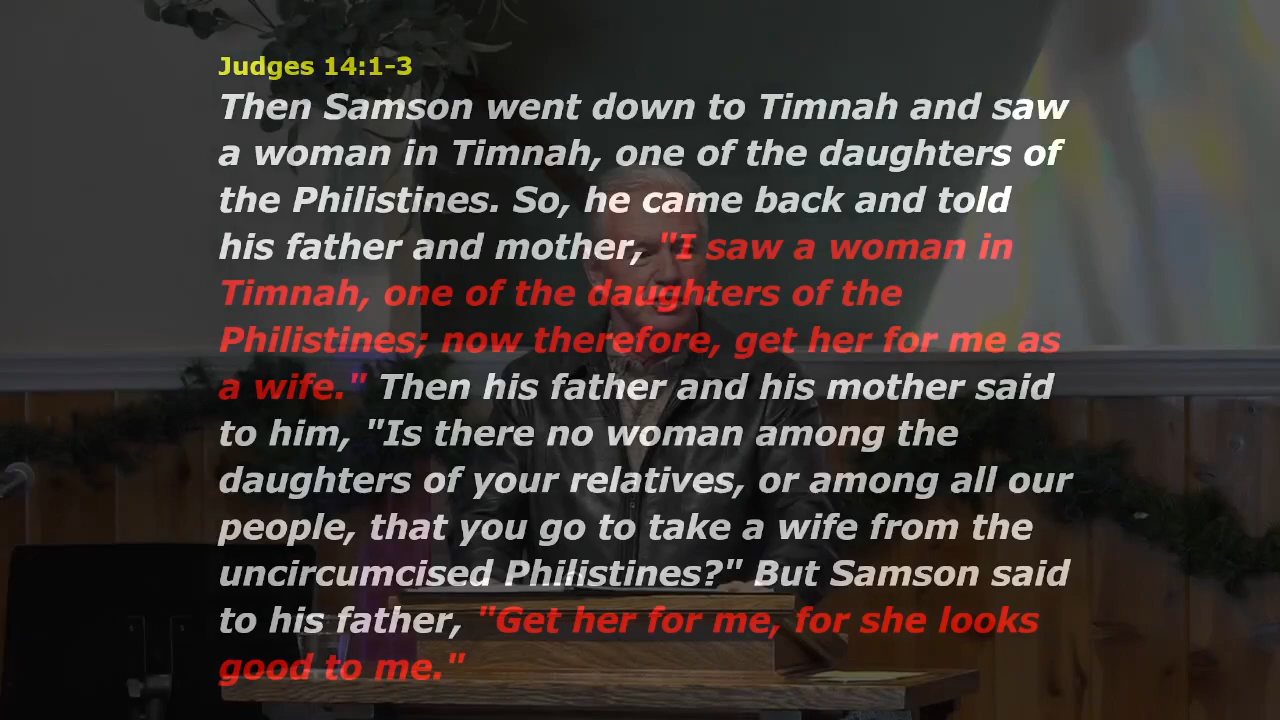 Judges 14:1-3
Then Samson went down to Timnah and saw
a woman in Timnah, one of the daughters of
the Philistines. So, he came back and told
his father and mother, "I saw a woman in
Timnah, one of the daughters of the
Philistines; now therefore, get her for me as
a wife." Then his father and his mother said
to him, "Is there no woman among the
daughters of your relatives, or among all our
people, that you go to take a wife from the
uncircumcised Philistines?" But Samson said
to his father, "Get her for me, for she looks
good to me."